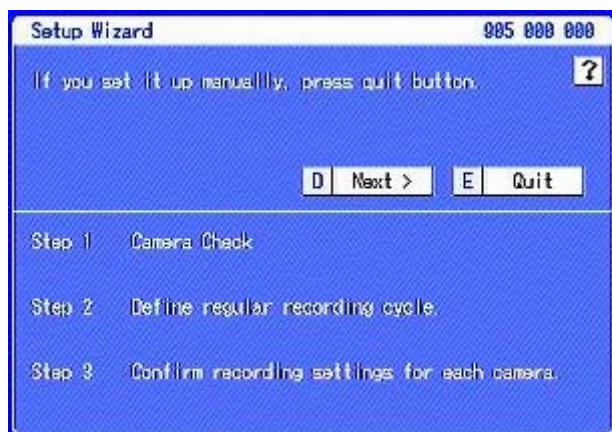 Setup Wizard 905 000 000
If you set it up manually, press quit button. ?
D Next > E Quit
Step 1 Camera Check
Step 2 Define regular recording cycle.
Step 3 Confirm recording settings for each camera.